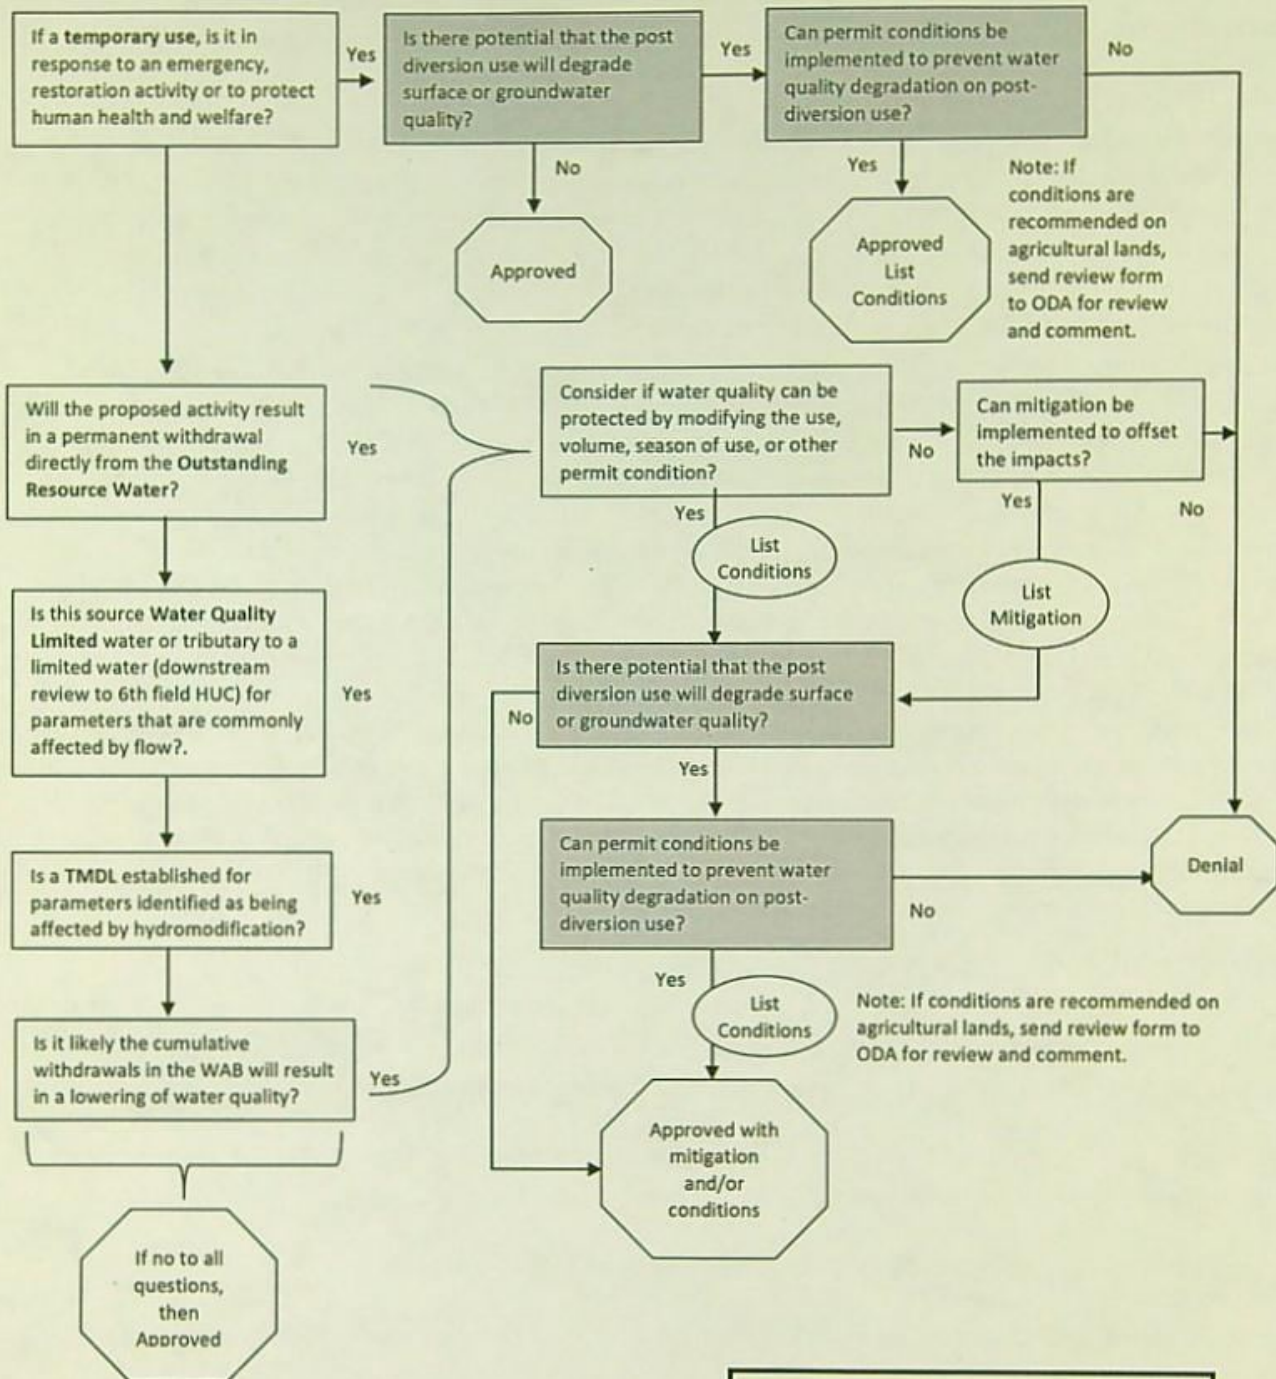 If a temporary use, is it in
response to an emergency,
restoration activity or to protect
human health and welfare?
Yes
Is there potential that the post
diversion use will degrade
surface or groundwater
quality?
Yes
Can permit conditions be
implemented to prevent water
quality degradation on post-
diversion use?
No
No
Approved
Yes
Approved
List
Conditions
Note: If
conditions are
recommended on
agricultural lands,
send review form
to ODA for review
and comment.
Will the proposed activity result
in a permanent withdrawal
directly from the Outstanding
Resource Water?
Yes
Consider if water quality can be
protected by modifying the use,
volume, season of use, or other
permit condition?
No
Can mitigation be
implemented to offset
the impacts?
No
Yes
List
Conditions
Yes
List
Mitigation
Is this source Water Quality
Limited water or tributary to a
limited water (downstream
review to 6th field HUC) for
parameters that are commonly
affected by flow?.
Yes
Is there potential that the post
diversion use will degrade surface
or groundwater quality?
No
Yes
Is a TMDL established for
parameters identified as being
affected by hydromodification?
Yes
Can permit conditions be
implemented to prevent water
quality degradation on post-
diversion use?
No
Denial
Yes
List
Conditions
Note: If conditions are recommended on
agricultural lands, send review form to
ODA for review and comment.
Is it likely the cumulative
withdrawals in the WAB will result
in a lowering of water quality?
Yes
Approved with
mitigation
and/or
conditions
If no to all
questions,
then
Approved